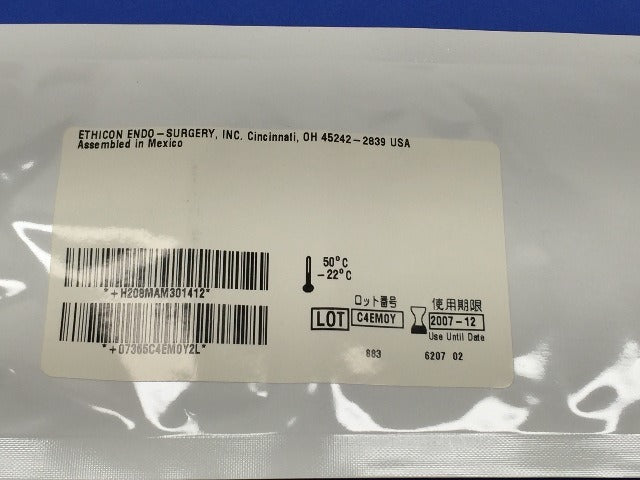 ETHICON ENDO-SURGERY, INC. Cincinnati, OH 45242-2839 USA
Assembled in Mexico
*+H208MAM301412*
*+07365C4EM0Y2L*
50°C
-22°C
ロット番号
LOT C4EM0Y
使用期限
2007-12
Use Until Date
883
6207 02